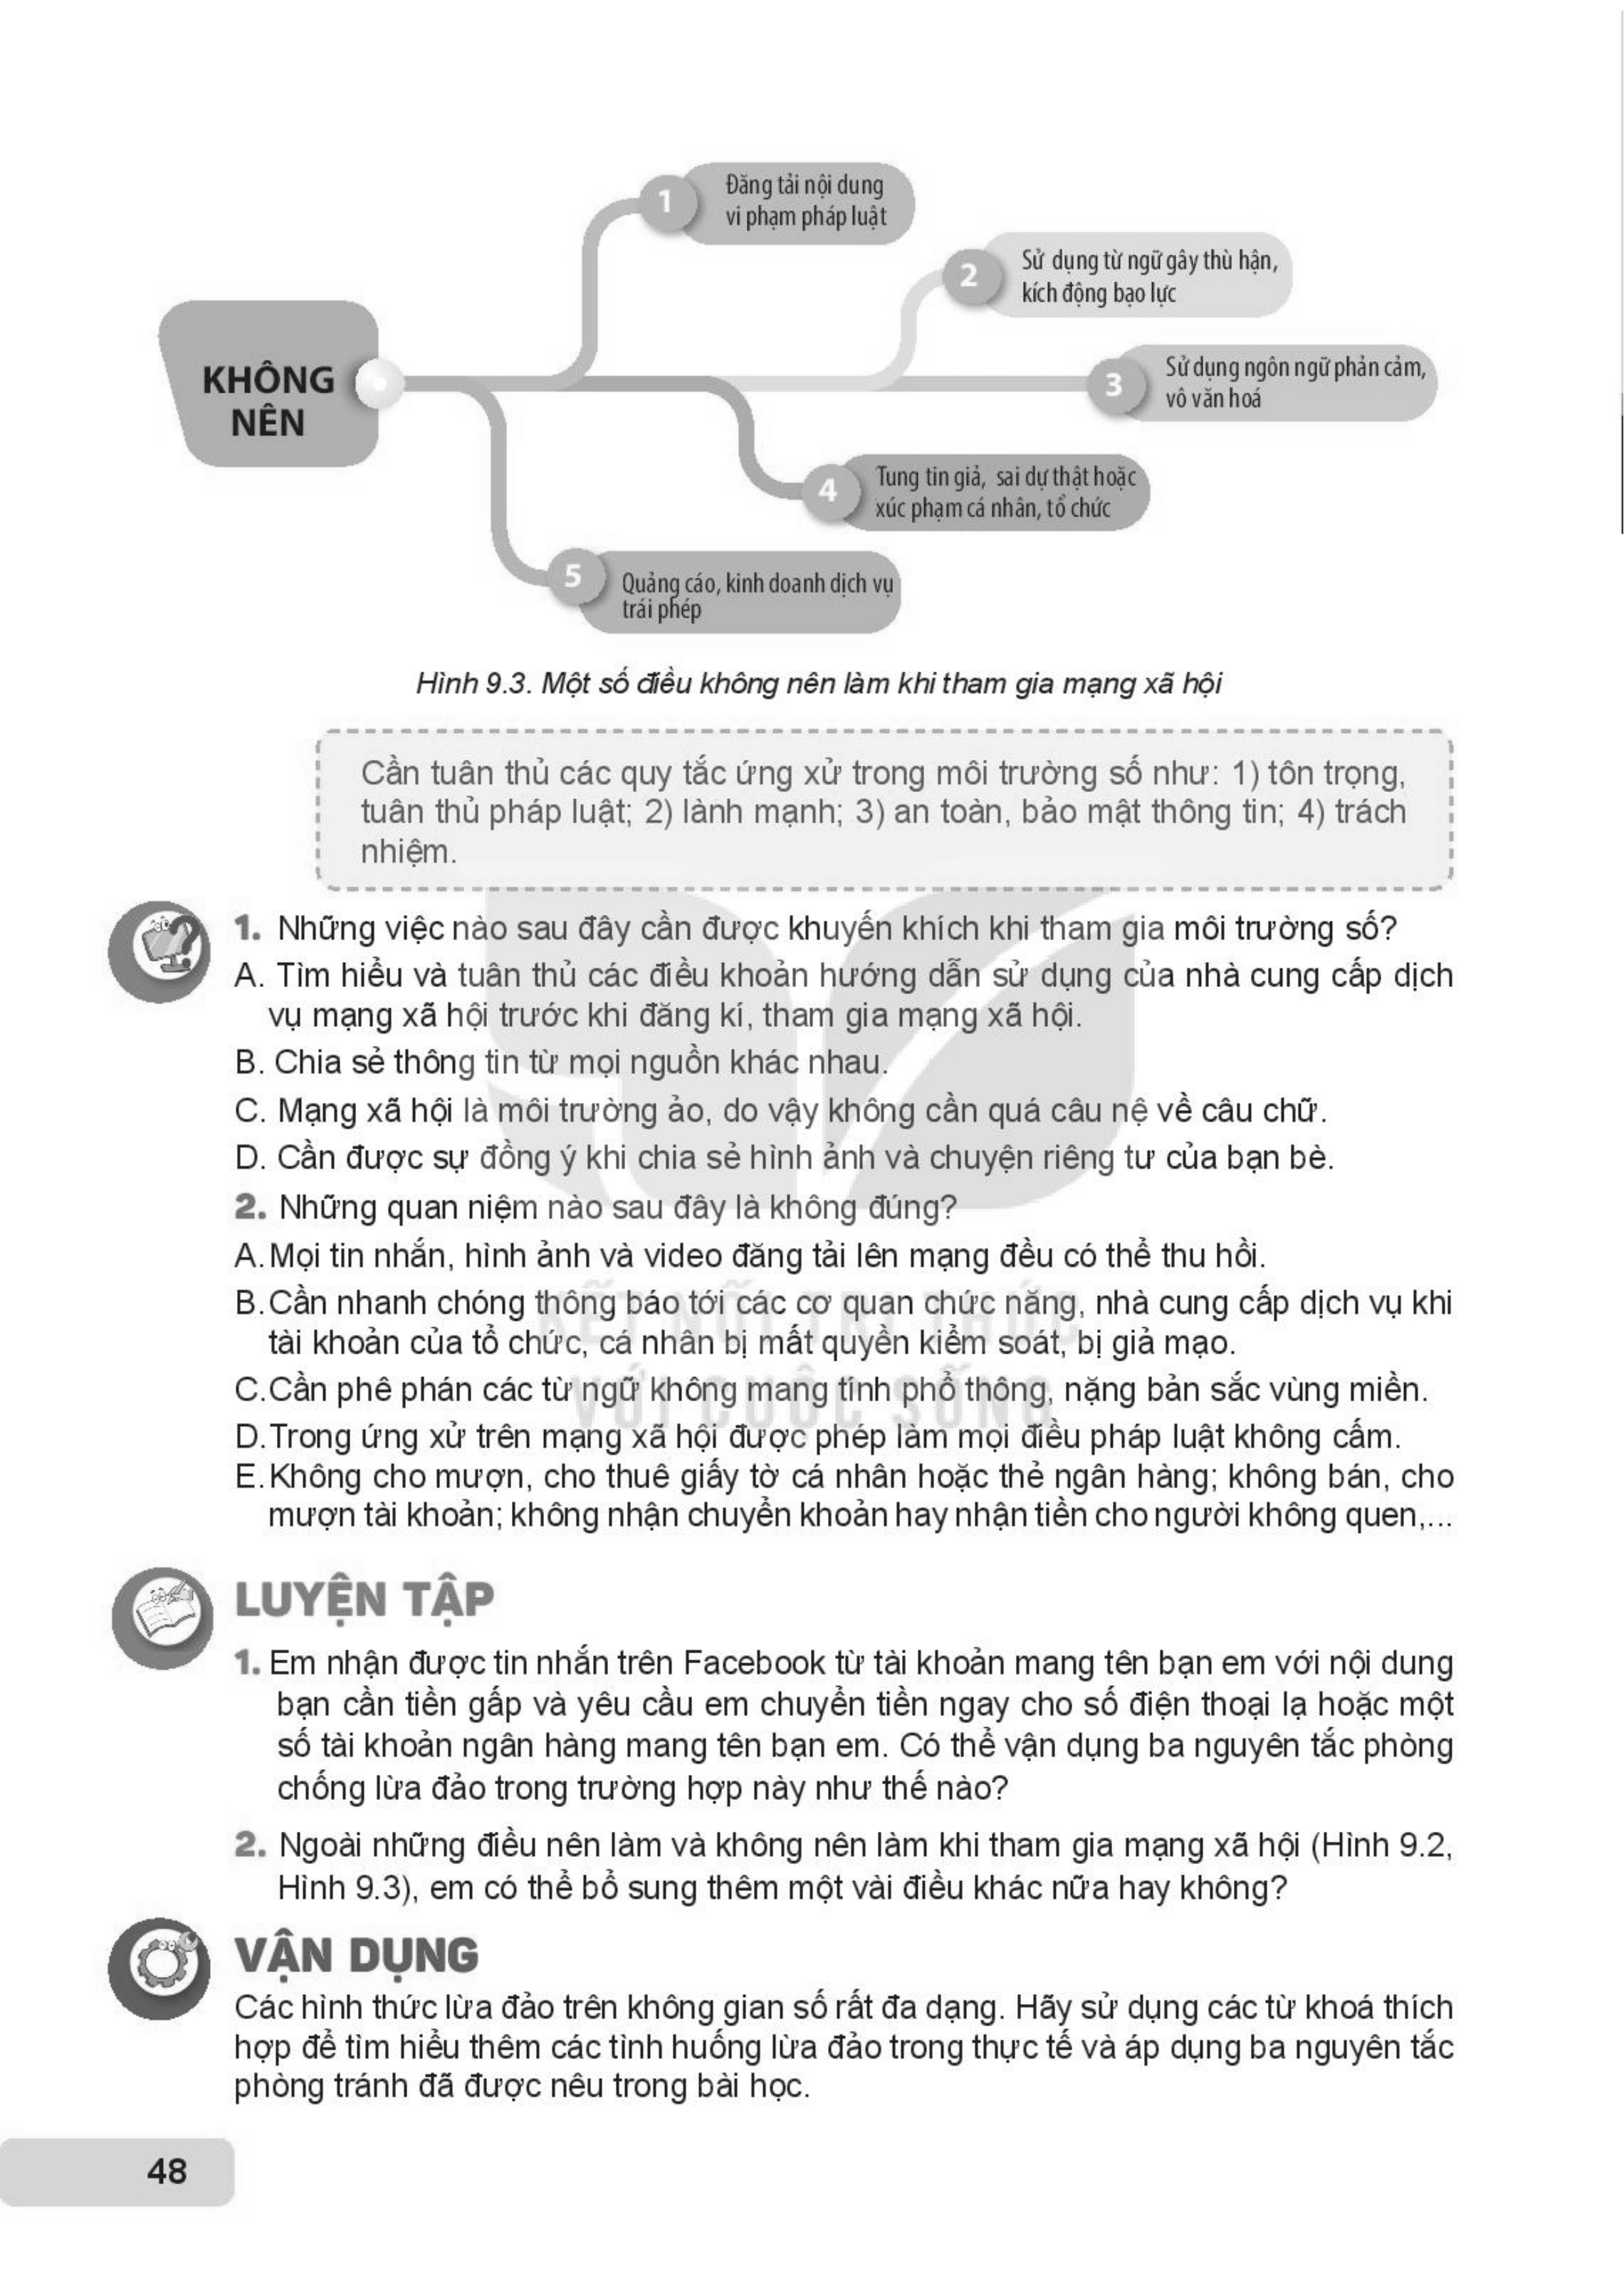 1
Đăng tải nội dung
vi phạm pháp luật
2
Sử dụng từ ngữ gây thù hận,
kích động bạo lực
KHÔNG
NÊN
3
Sử dụng ngôn ngữ phản cảm,
vô văn hoá
4
Tung tin giả, sai dự thật hoặc
xúc phạm cá nhân, tổ chức
5
Quảng cáo, kinh doanh dịch vụ
trái phép
Hình 9.3. Một số điều không nên làm khi tham gia mạng xã hội
Cần tuân thủ các quy tắc ứng xử trong môi trường số như: 1) tôn trọng,
tuân thủ pháp luật; 2) lành mạnh; 3) an toàn, bảo mật thông tin; 4) trách
nhiệm.
1. Những việc nào sau đây cần được khuyến khích khi tham gia môi trường số?
A. Tìm hiểu và tuân thủ các điều khoản hướng dẫn sử dụng của nhà cung cấp dịch
vụ mạng xã hội trước khi đăng kí, tham gia mạng xã hội.
B. Chia sẻ thông tin từ mọi nguồn khác nhau.
C. Mạng xã hội là môi trường ảo, do vậy không cần quá câu nệ về câu chữ.
D. Cần được sự đồng ý khi chia sẻ hình ảnh và chuyện riêng tư của bạn bè.
2. Những quan niệm nào sau đây là không đúng?
A. Mọi tin nhắn, hình ảnh và video đăng tải lên mạng đều có thể thu hồi.
B. Cần nhanh chóng thông báo tới các cơ quan chức năng, nhà cung cấp dịch vụ khi
tài khoản của tổ chức, cá nhân bị mất quyền kiểm soát, bị giả mạo.
C. Cần phê phán các từ ngữ không mang tính phổ thông, nặng bản sắc vùng miền.
D. Trong ứng xử trên mạng xã hội được phép làm mọi điều pháp luật không cấm.
E. Không cho mượn, cho thuê giấy tờ cá nhân hoặc thẻ ngân hàng; không bán, cho
mượn tài khoản; không nhận chuyển khoản hay nhận tiền cho người không quen,...
KẾT NỐI TRI THỨC
VỚI CUỘC SỐNG
LUYỆN TẬP
1. Em nhận được tin nhắn trên Facebook từ tài khoản mang tên bạn em với nội dung
bạn cần tiền gấp và yêu cầu em chuyển tiền ngay cho số điện thoại lạ hoặc một
số tài khoản ngân hàng mang tên bạn em. Có thể vận dụng ba nguyên tắc phòng
chống lừa đảo trong trường hợp này như thế nào?
2. Ngoài những điều nên làm và không nên làm khi tham gia mạng xã hội (Hình 9.2,
Hình 9.3), em có thể bổ sung thêm một vài điều khác nữa hay không?
VẬN DỤNG
Các hình thức lừa đảo trên không gian số rất đa dạng. Hãy sử dụng các từ khoá thích
hợp để tìm hiểu thêm các tình huống lừa đảo trong thực tế và áp dụng ba nguyên tắc
phòng tránh đã được nêu trong bài học.
48